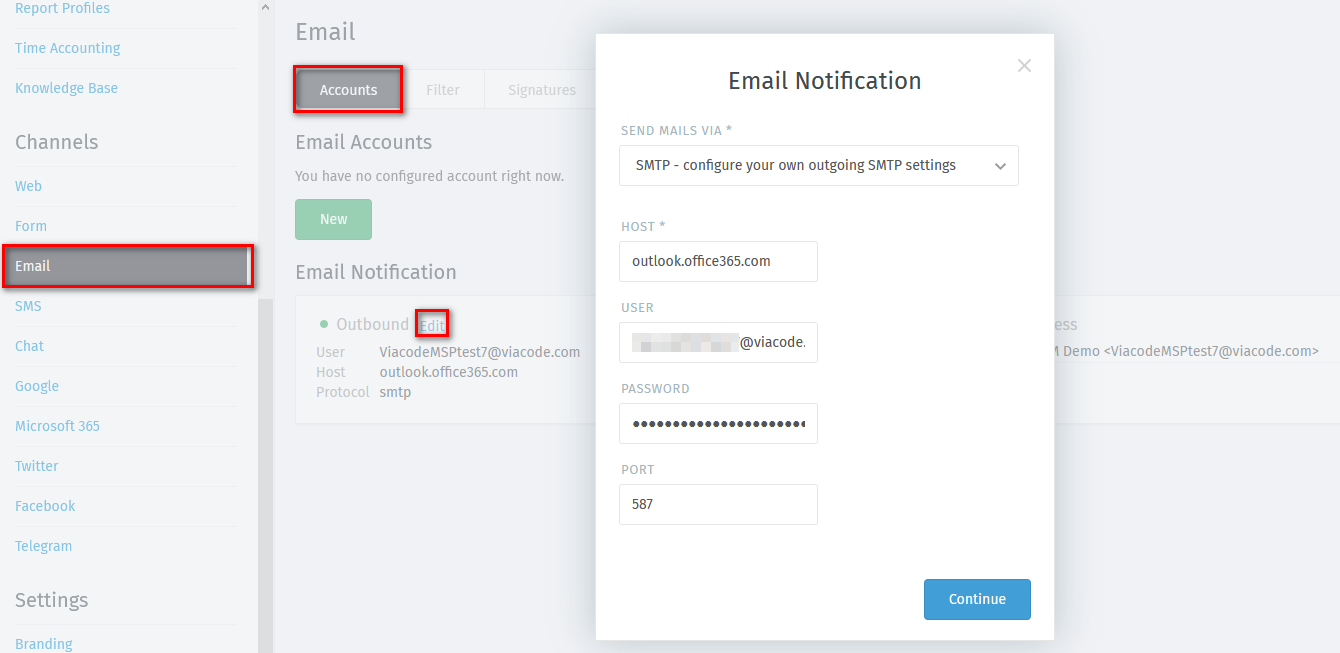 Report Profiles
Time Accounting
Knowledge Base
Channels
Web
Form
Email
SMS
Chat
Google
Microsoft 365
Twitter
Facebook
Telegram
Settings
Branding
Email
Accounts
Filter
Signatures
Email Accounts
You have no configured account right now.
New
Email Notification
Outbound Edit
User ViacodeMSPtest7@viacode.com
Host outlook.office365.com
Protocol smtp
Demo <ViacodeMSPtest7@viacode.com>
Email Notification
SEND MAILS VIA *
SMTP - configure your own outgoing SMTP settings
HOST *
outlook.office365.com
USER
@viacode.
PASSWORD
PORT
587
Continue